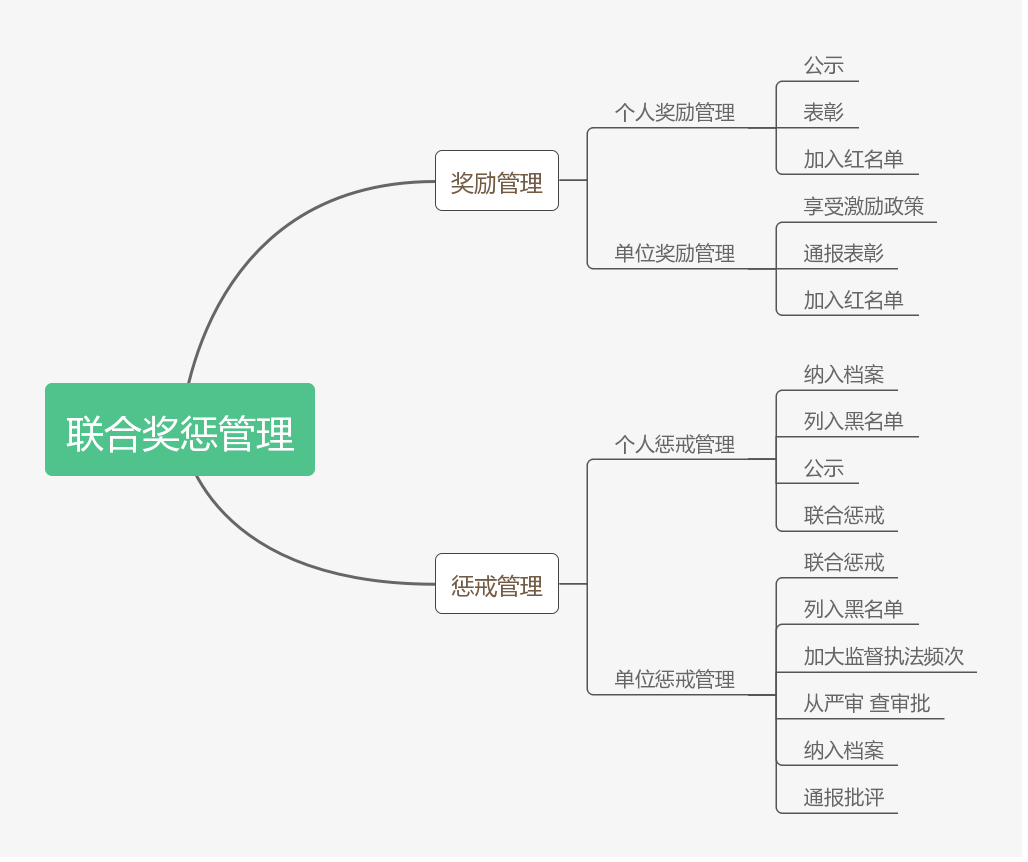 联合奖惩管理
奖励管理
个人奖励管理
公示
表彰
加入红名单
单位奖励管理
享受激励政策
通报表彰
加入红名单
惩戒管理
个人惩戒管理
纳入档案
列入黑名单
公示
联合惩戒
单位惩戒管理
联合惩戒
列入黑名单
加大监督执法频次
从严审 查审批
纳入档案
通报批评